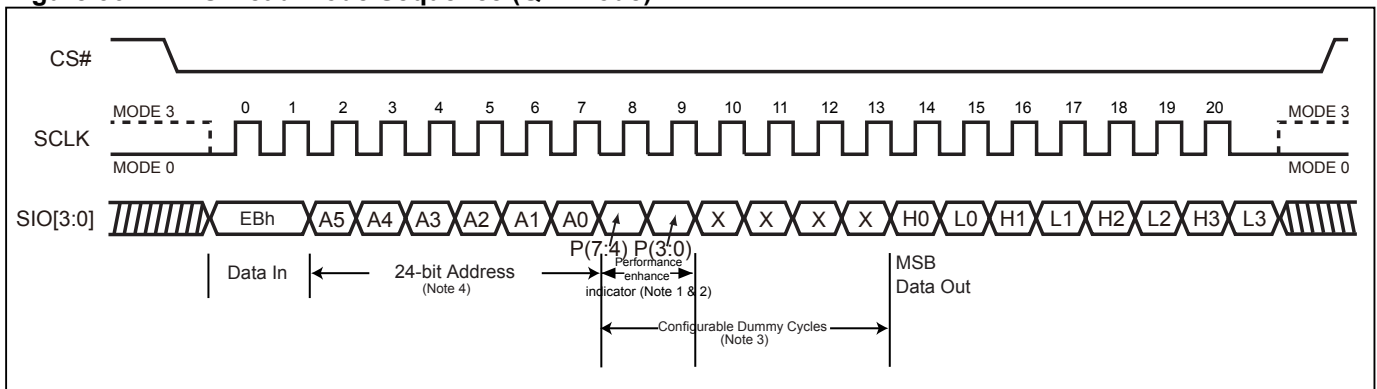 CS#
MODE 3
0 1 2 3 4 5 6 7 8 9 10 11 12 13 14 15 16 17 18 19 20
MODE 3
SCLK
MODE 0
MODE 0
SIO[3:0]
EBh A5 A4 A3 A2 A1 A0 X X X X H0 L0 H1 L1 H2 L2 H3 L3
P(7:4) P(3:0)
Data In
24-bit Address
(Note 4)
Performance
enhance
indicator (Note 1 & 2)
MSB
Data Out
Configurable Dummy Cycles
(Note 3)